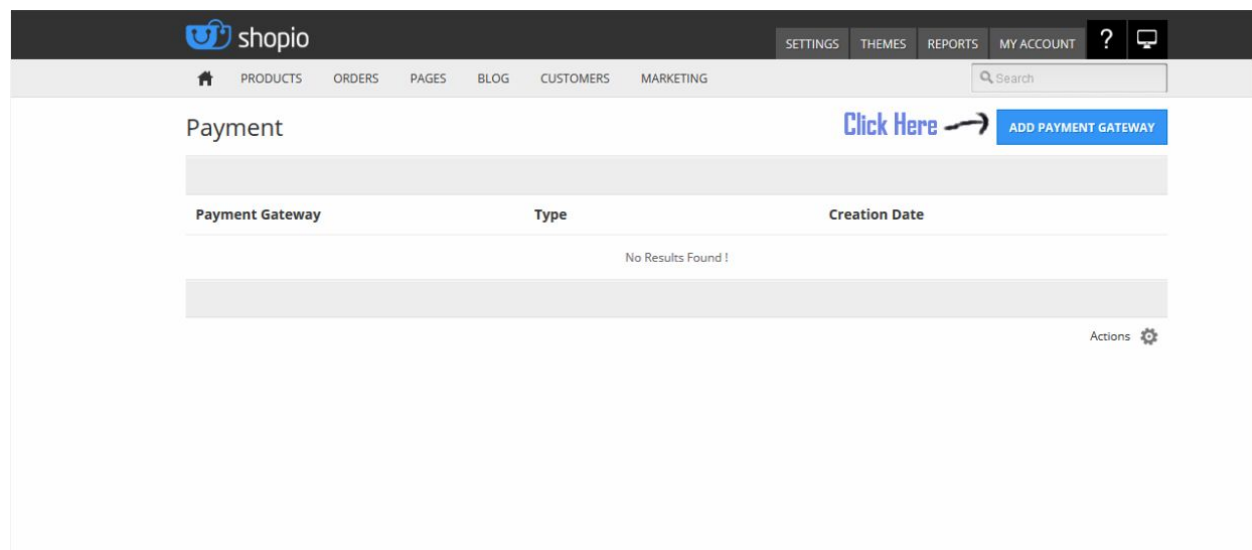 shopio
SETTINGS THEMES REPORTS MY ACCOUNT ?
PRODUCTS ORDERS PAGES BLOG CUSTOMERS MARKETING Search
Payment Click Here ADD PAYMENT GATEWAY
Payment Gateway Type Creation Date
No Results Found !
Actions